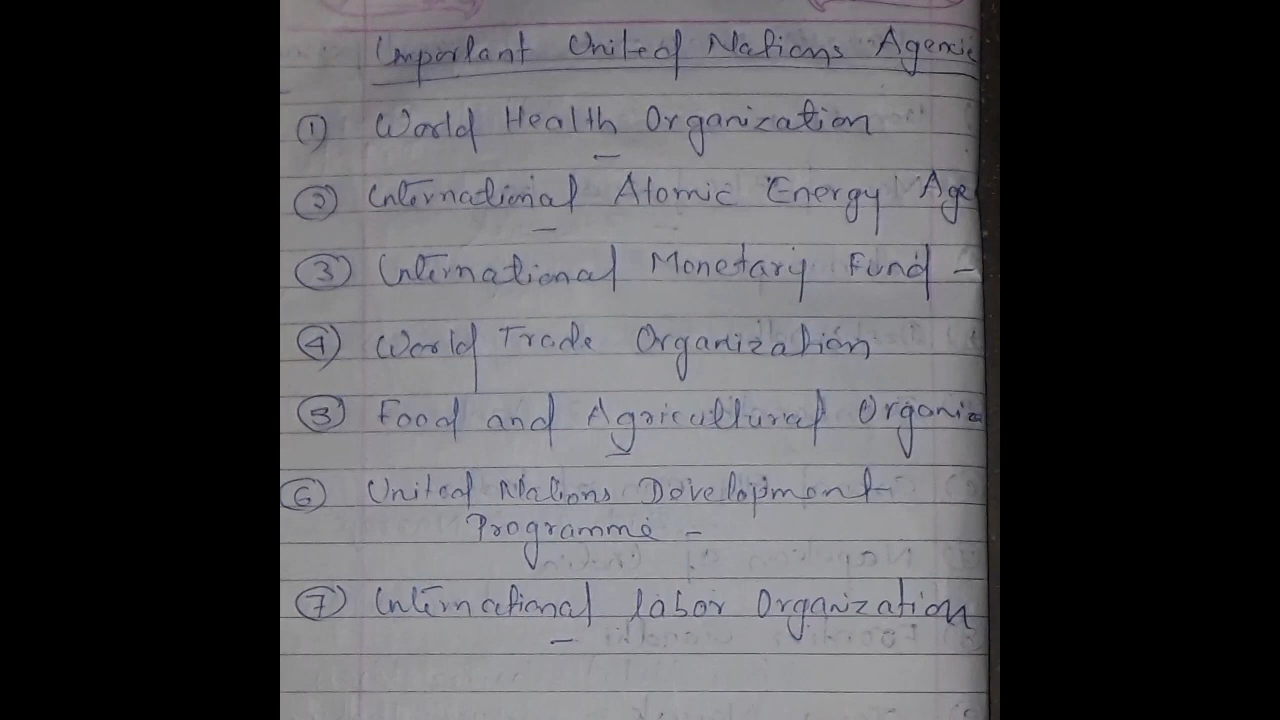 Important United Nations Agencie
① World Health Organization
② International Atomic Energy Age
③ International Monetary Fund -
④ World Trade Organization
⑤ Food and Agricultural Organiz
⑥ United Nations Development
Programme -
⑦ International Labor Organization